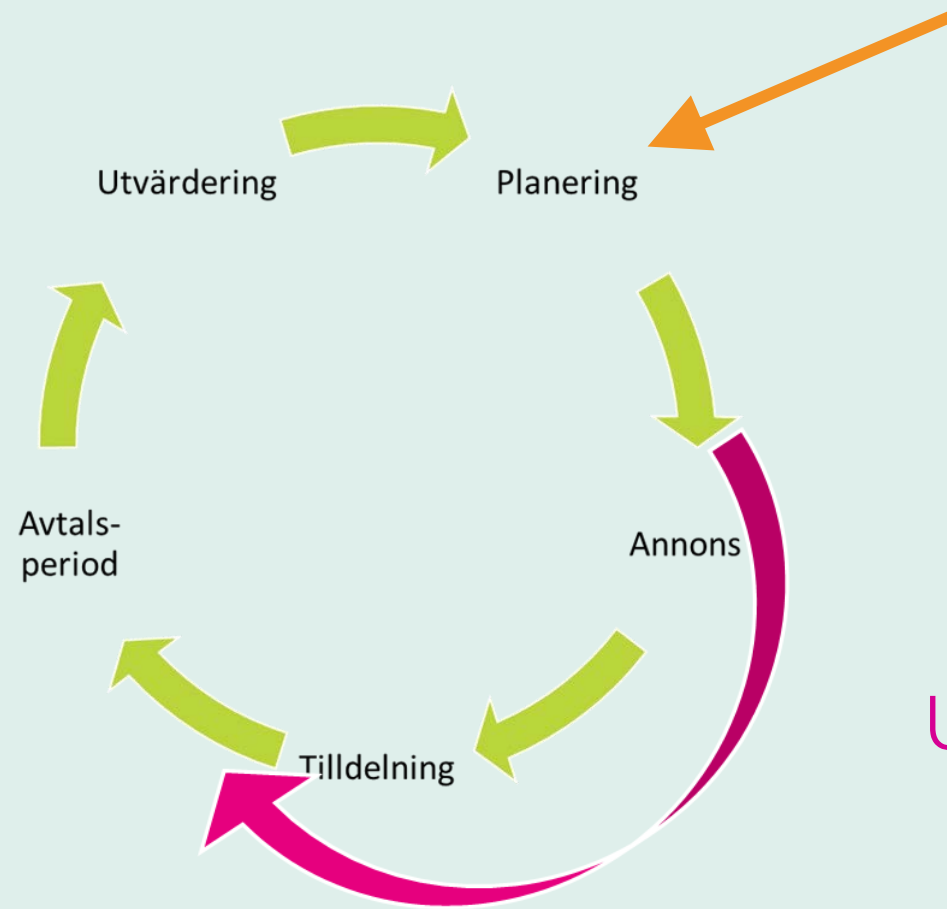 Utvärdering
Planering
Annons
Tilldelning
Avtals-
period